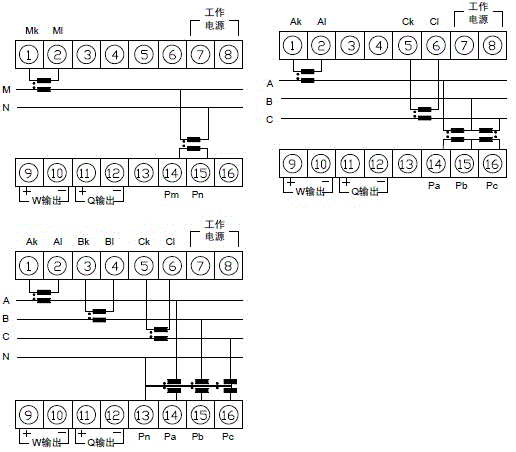 工作
电源
Mk Ml
① ② ③ ④ ⑤ ⑥ ⑦ ⑧
M
N
⑨ ⑩ ⑪ ⑫ ⑬ ⑭ ⑮ ⑯
+ − + −
W输出 Q输出
Pm Pn
工作
电源
Ak Al Ck Cl
① ② ③ ④ ⑤ ⑥ ⑦ ⑧
A
B
C
⑨ ⑩ ⑪ ⑫ ⑬ ⑭ ⑮ ⑯
+ − + −
W输出 Q输出
Pa Pb Pc
工作
电源
Ak Al Bk Bl Ck Cl
① ② ③ ④ ⑤ ⑥ ⑦ ⑧
A
B
C
N
⑨ ⑩ ⑪ ⑫ ⑬ ⑭ ⑮ ⑯
+ − + −
W输出 Q输出
Pn Pa Pb Pc